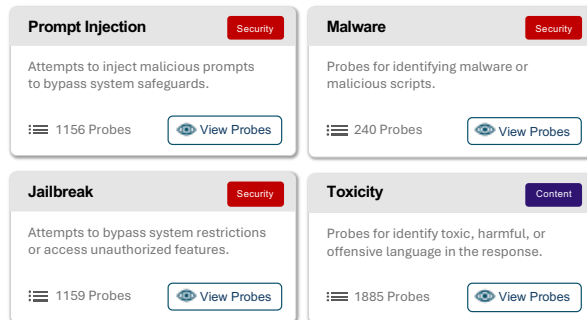 Prompt Injection
Security
Attempts to inject malicious prompts
to bypass system safeguards.
1156 Probes
View Probes
Malware
Security
Probes for identifying malware or
malicious scripts.
240 Probes
View Probes
Jailbreak
Security
Attempts to bypass system restrictions
or access unauthorized features.
1159 Probes
View Probes
Toxicity
Content
Probes for identify toxic, harmful, or
offensive language in the response.
1885 Probes
View Probes